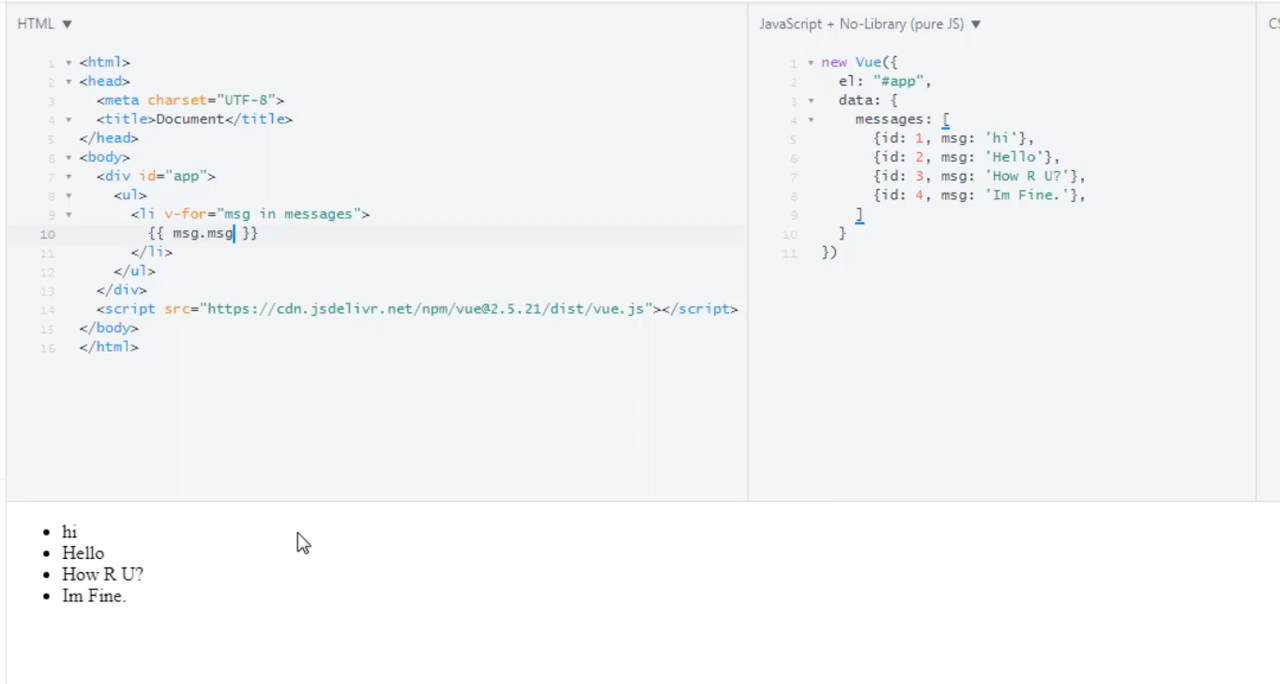 HTML ▼
1 ▾ <html>
2 ▾ <head>
3 <meta charset="UTF-8">
4 ▾ <title>Document</title>
5 </head>
6 ▾ <body>
7 ▾ <div id="app">
8 ▾ <ul>
9 ▾ <li v-for="msg in messages">
10 {{ msg.msg }}
11 </li>
12 </ul>
13 </div>
14 <script src="https://cdn.jsdelivr.net/npm/vue@2.5.21/dist/vue.js"></script>
15 </body>
16 </html>
JavaScript + No-Library (pure JS) ▼
1 ▾ new Vue({
2 el: "#app",
3 ▾ data: {
4 ▾ messages: [
5 {id: 1, msg: 'hi'},
6 {id: 2, msg: 'Hello'},
7 {id: 3, msg: 'How R U?'},
8 {id: 4, msg: 'Im Fine.'},
9 ]
10 }
11 })
• hi
• Hello
• How R U?
• Im Fine.